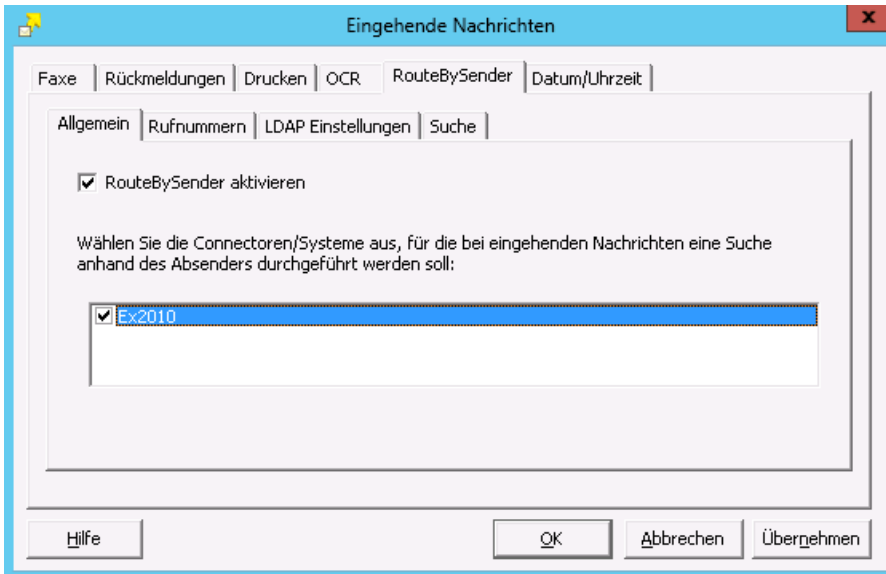 Eingehende Nachrichten
x
Faxe Rückmeldungen Drucken OCR RouteBySender Datum/Uhrzeit
Allgemein Rufnummern LDAP Einstellungen Suche
RouteBySender aktivieren
Wählen Sie die Connectoren/Systeme aus, für die bei eingehenden Nachrichten eine Suche
anhand des Absenders durchgeführt werden soll:
Ex2010
Hilfe OK Abbrechen Übernehmen